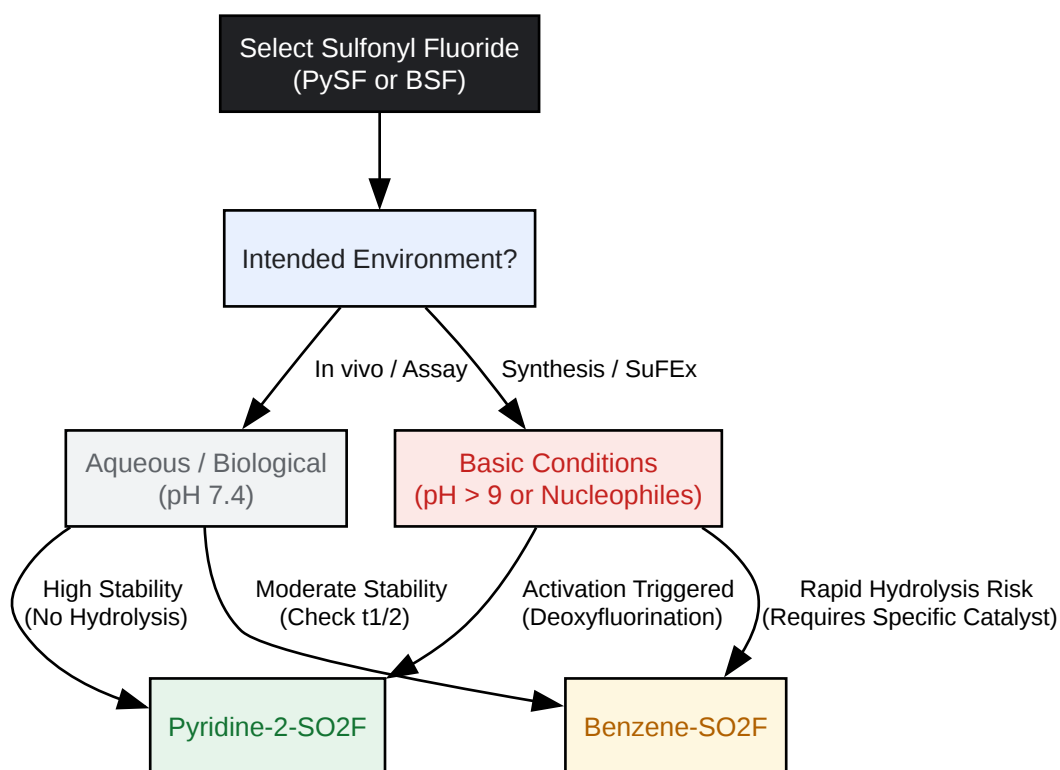 Select Sulfonyl Fluoride
(PySF or BSF)
Intended Environment?
In vivo / Assay
Synthesis / SuFEx
Aqueous / Biological
(pH 7.4)
Basic Conditions
(pH > 9 or Nucleophiles)
High Stability
(No Hydrolysis)
Moderate Stability
(Check t1/2)
Activation Triggered
(Deoxyfluorination)
Rapid Hydrolysis Risk
(Requires Specific Catalyst)
Pyridine-2-SO2F
Benzene-SO2F